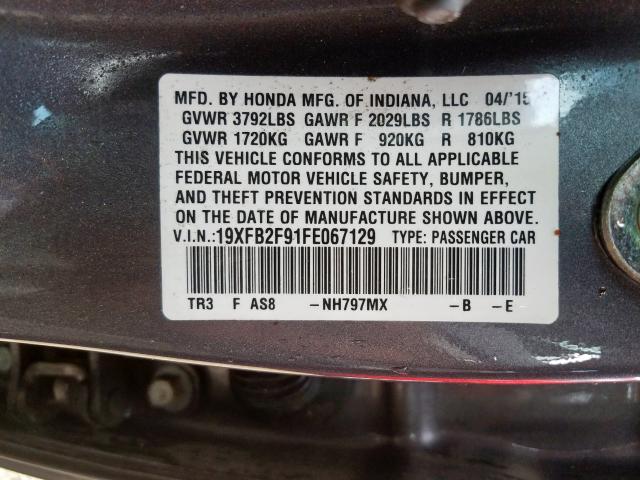 MFD. BY HONDA MFG. OF INDIANA, LLC 04/'15
GVWR 3792LBS GAWR F 2029LBS R 1786LBS
GVWR 1720KG GAWR F 920KG R 810KG
THIS VEHICLE CONFORMS TO ALL APPLICABLE
FEDERAL MOTOR VEHICLE SAFETY, BUMPER,
AND THEFT PREVENTION STANDARDS IN EFFECT
ON THE DATE OF MANUFACTURE SHOWN ABOVE.
V.I.N.:19XFB2F91FE067129 TYPE: PASSENGER CAR
TR3 F AS8 -NH797MX -B -E